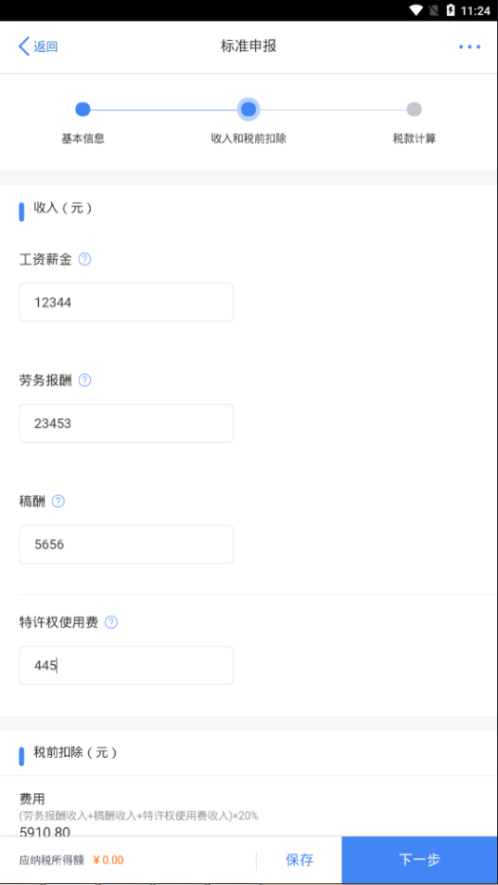 11:24
返回
标准申报
基本信息
收入和税前扣除
税款计算
收入（元）
工资薪金
12344
劳务报酬
23453
稿酬
5656
特许权使用费
445
税前扣除（元）
费用
(劳务报酬收入+稿酬收入+特许权使用费收入)×20%
5910.80
应纳税所得额 ￥0.00
保存
下一步